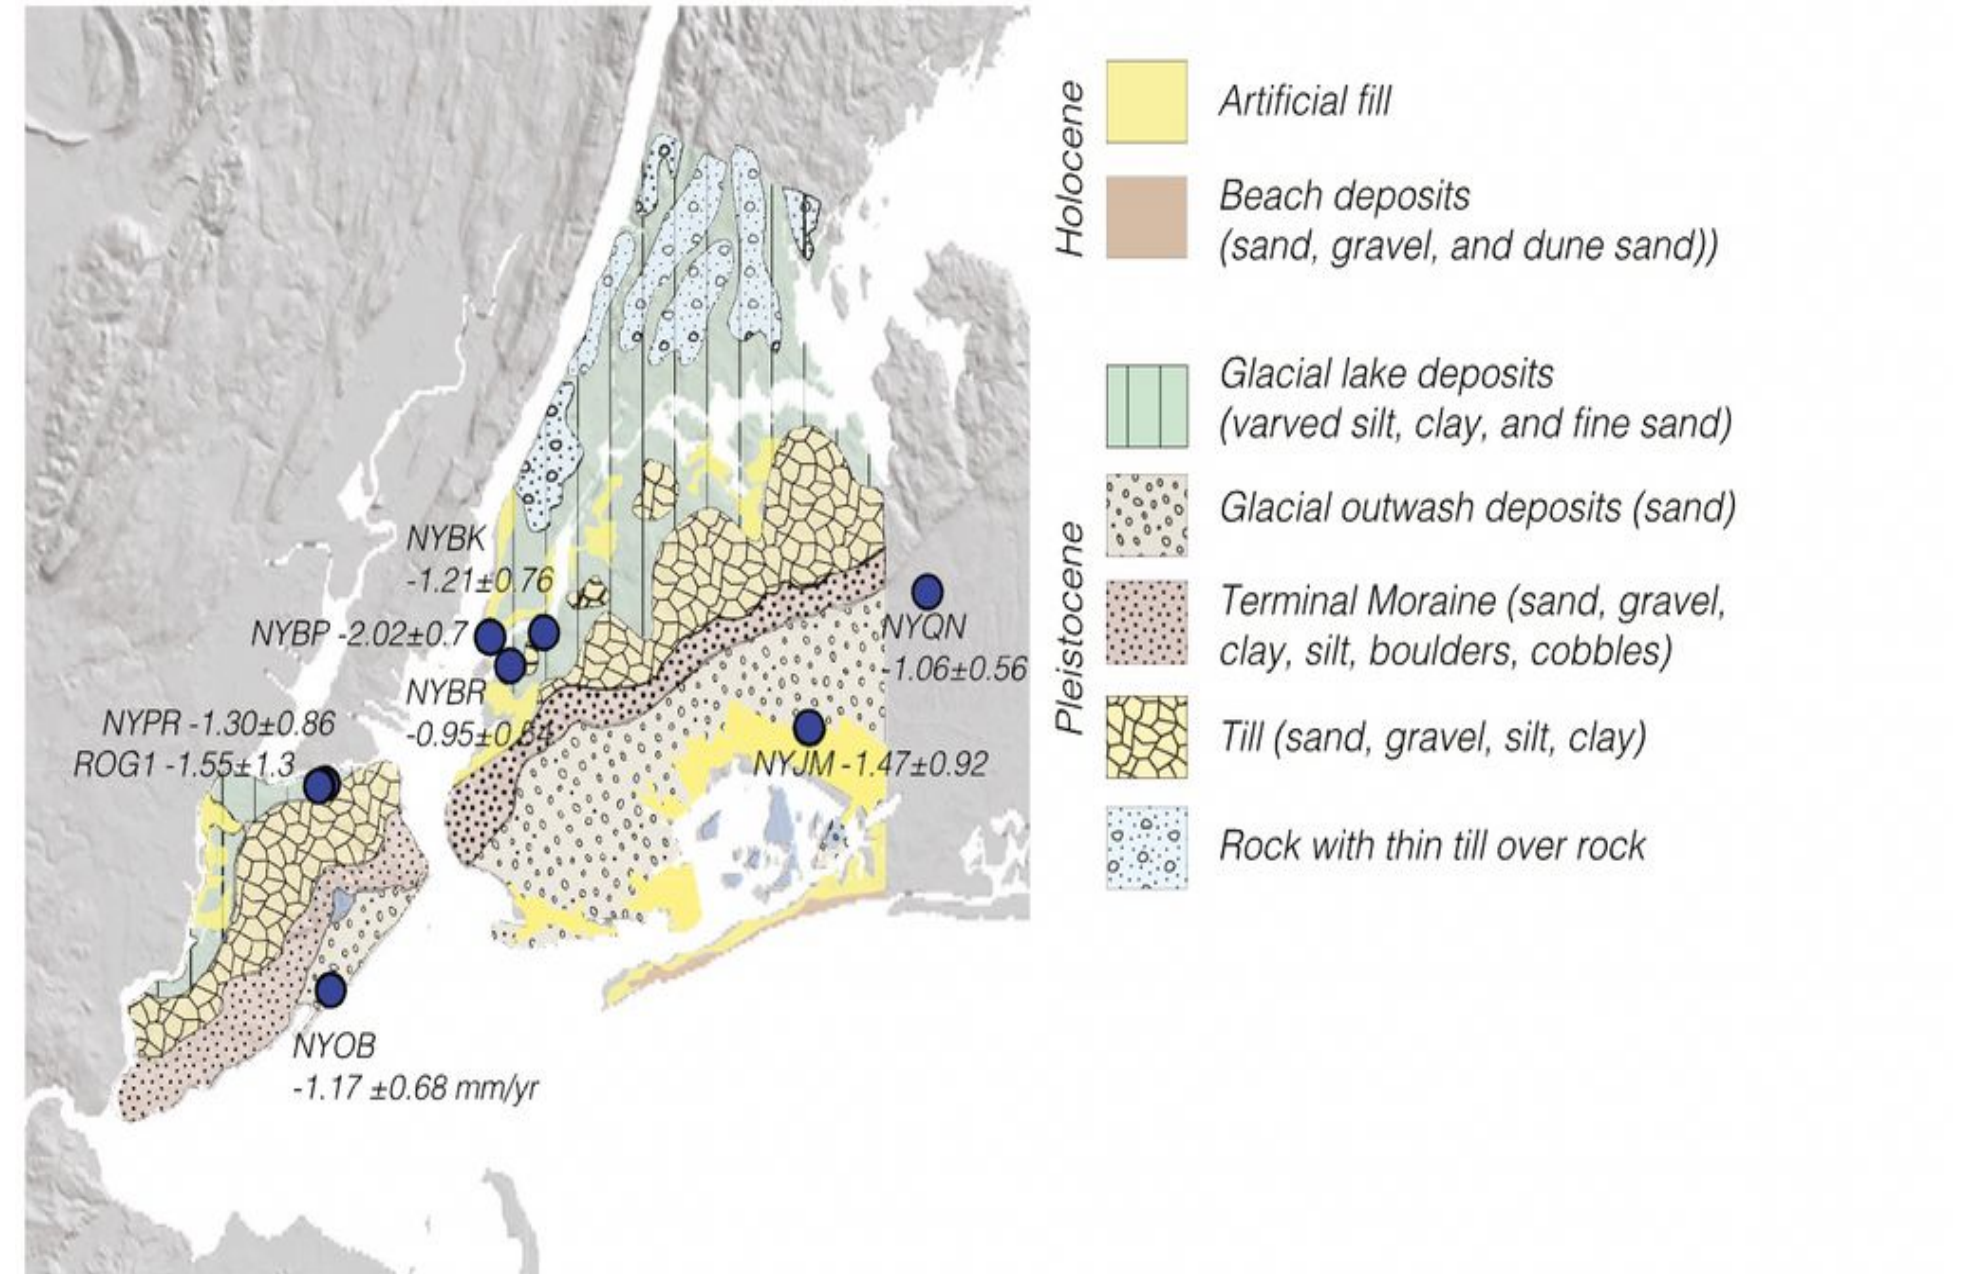 NYBK
-1.21±0.76
NYBP -2.02±0.7
NYBR
-0.95±0.64
NYPR -1.30±0.86
ROG1 -1.55±1.3
NYQN
-1.06±0.56
NYJM -1.47±0.92
NYOB
-1.17 ±0.68 mm/yr
Holocene
Artificial fill
Beach deposits
(sand, gravel, and dune sand))
Pleistocene
Glacial lake deposits
(varved silt, clay, and fine sand)
Glacial outwash deposits (sand)
Terminal Moraine (sand, gravel,
clay, silt, boulders, cobbles)
Till (sand, gravel, silt, clay)
Rock with thin till over rock